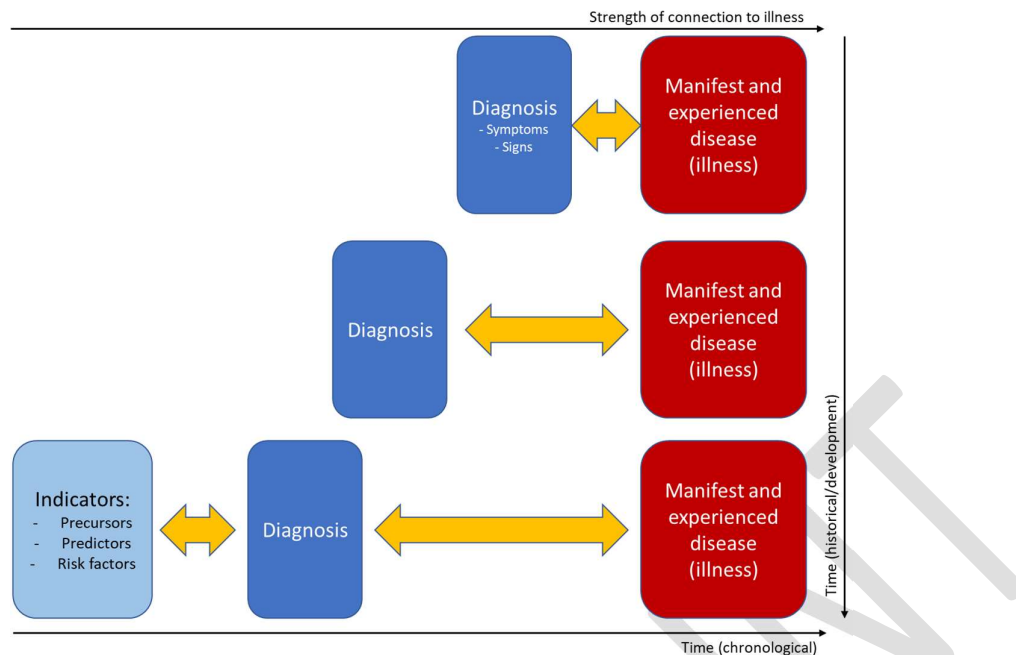 Strength of connection to illness
Diagnosis
- Symptoms
- Signs
Manifest and
experienced
disease
(illness)
Diagnosis
Manifest and
experienced
disease
(illness)
Indicators:
- Precursors
- Predictors
- Risk factors
Diagnosis
Manifest and
experienced
disease
(illness)
Time (historical/development)
Time (chronological)